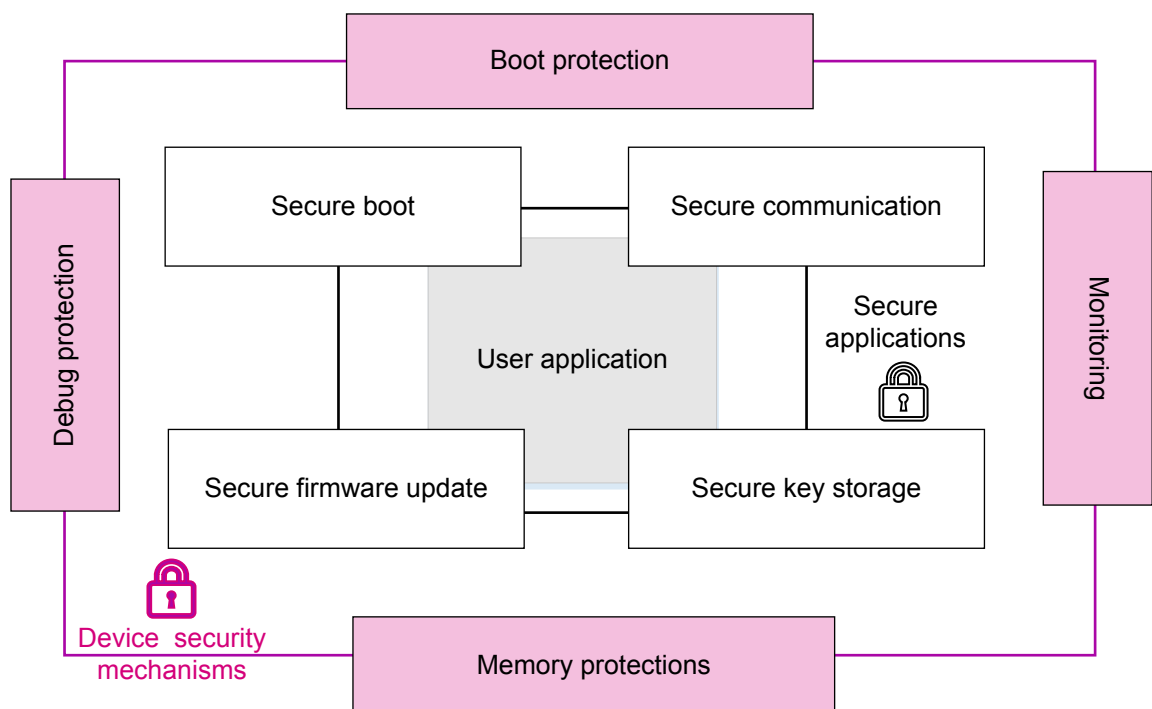 Boot protection
Secure boot
Secure communication
Debug protection
Monitoring
Secure
applications
User application
Secure firmware update
Secure key storage
Device security
mechanisms
Memory protections